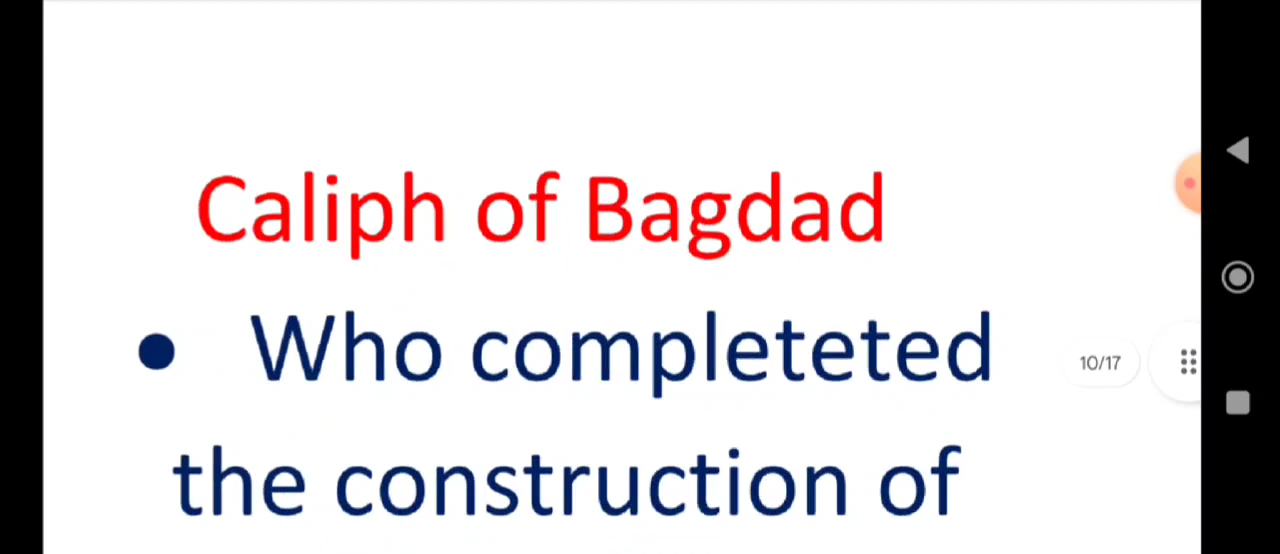 Caliph of Bagdad
• Who completeted
10/17
the construction of